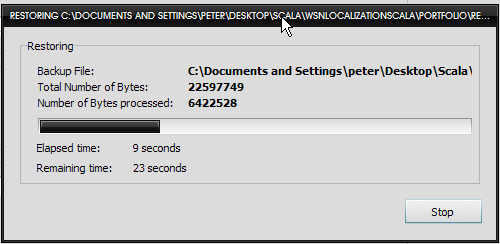 RESTORING C:\DOCUMENTS AND SETTINGS\PETER\DESKTOP\SCALA\WSNLOCALIZATIONSCALA\PORTFOLIO\RE...
Restoring
Backup File: C:\Documents and Settings\peter\Desktop\Scala\
Total Number of Bytes: 22597749
Number of Bytes processed: 6422528
Elapsed time: 9 seconds
Remaining time: 23 seconds
Stop